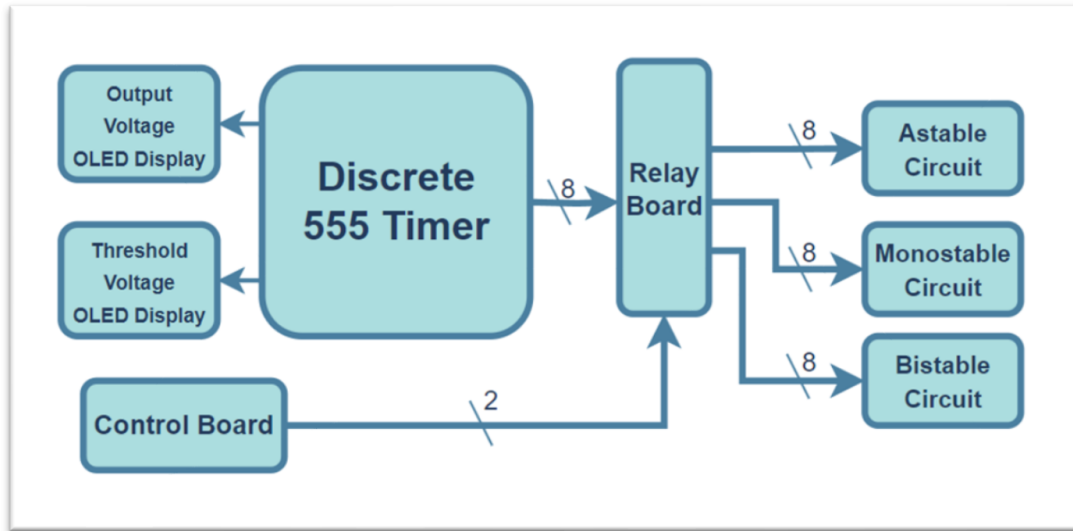 Output
Voltage
OLED Display
Threshold
Voltage
OLED Display
Discrete
555 Timer
8
Relay
Board
8
Astable
Circuit
8
Monostable
Circuit
8
Bistable
Circuit
Control Board
2